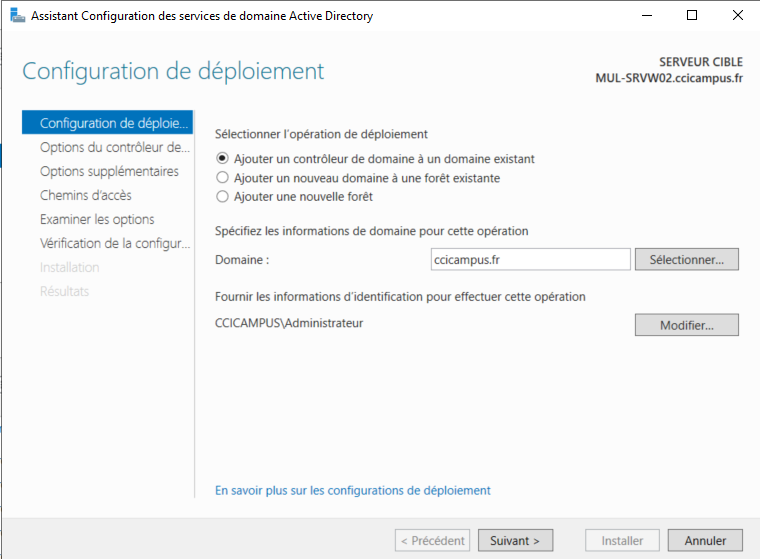 Assistant Configuration des services de domaine Active Directory
Configuration de déploiement
SERVEUR CIBLE
MUL-SRVW02.ccicampus.fr
Configuration de déploie...
Options du contrôleur de...
Options supplémentaires
Chemins d'accès
Examiner les options
Vérification de la configur...
Installation
Résultats
Sélectionner l'opération de déploiement
Ajouter un contrôleur de domaine à un domaine existant
Ajouter un nouveau domaine à une forêt existante
Ajouter une nouvelle forêt
Spécifiez les informations de domaine pour cette opération
Domaine : ccicampus.fr Sélectionner...
Fournir les informations d'identification pour effectuer cette opération
CCICAMPUS\Administrateur Modifier...
En savoir plus sur les configurations de déploiement
< Précédent Suivant > Installer Annuler